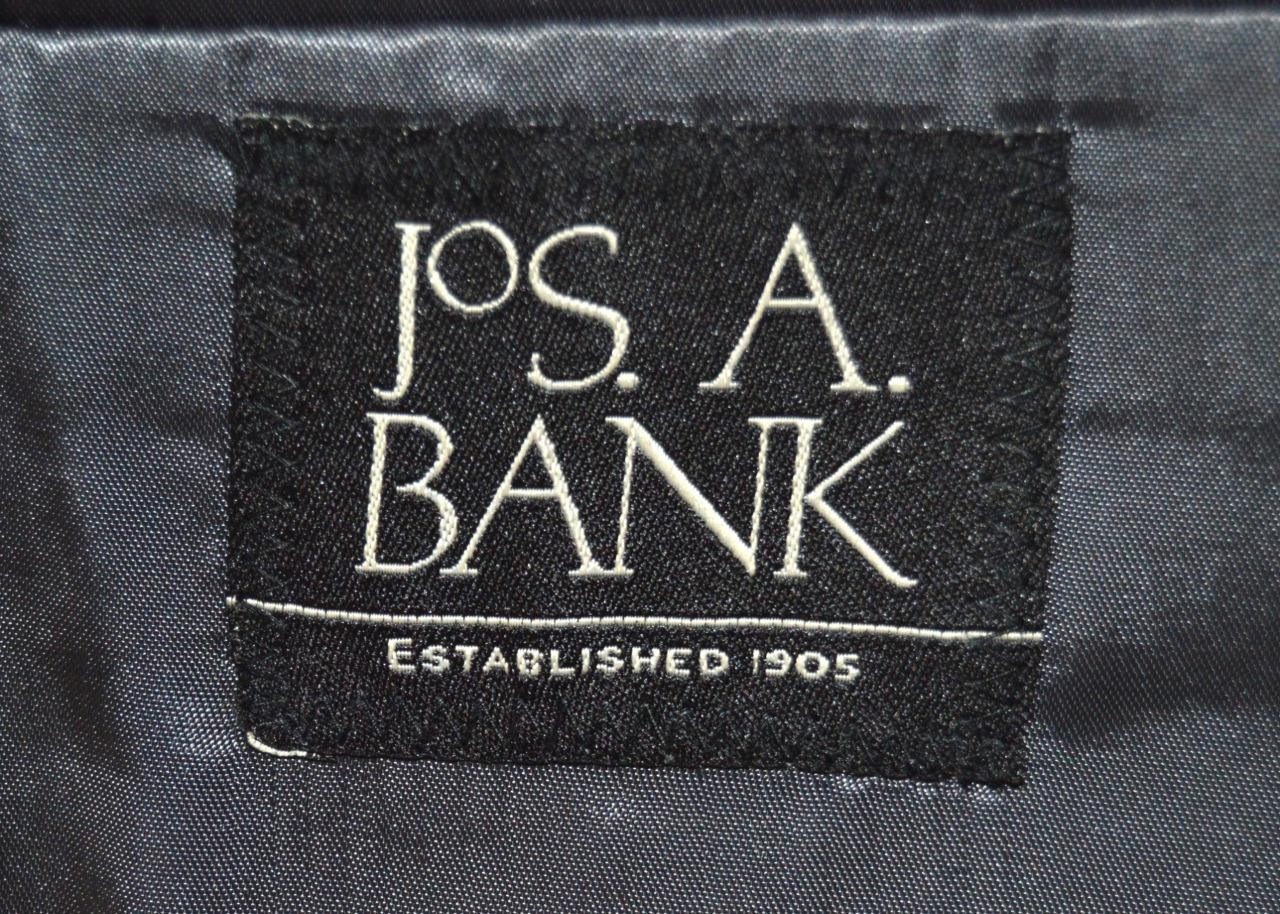 JoS. A.
BANK
ESTABLISHED 1905